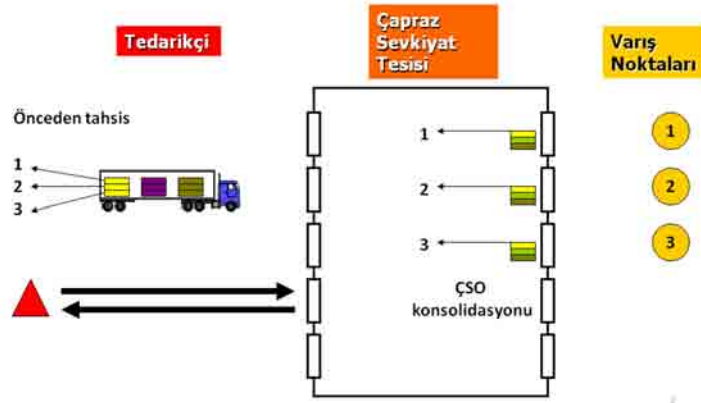 Tedarikçi
Çapraz
Sevkiyat
Tesisi
Varış
Noktaları
Önceden tahsis
1
2
3
1
2
3
ÇSO
konsolidasyonu
1
2
3